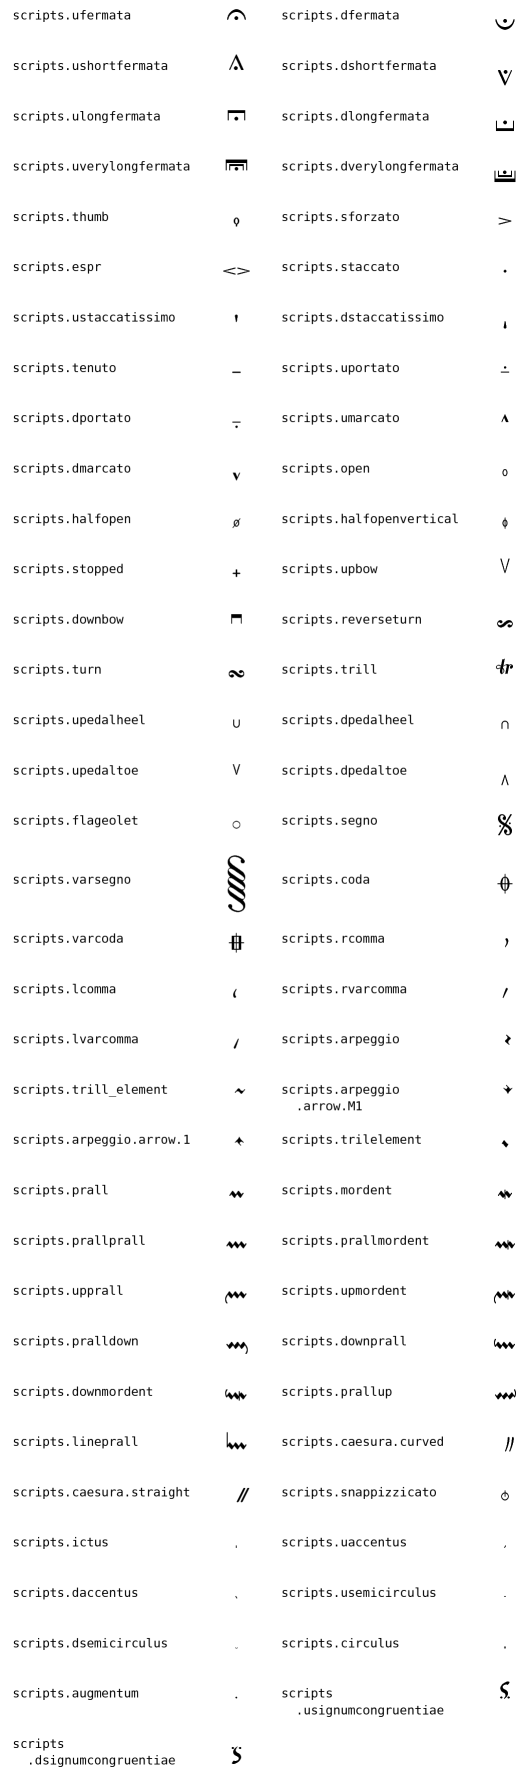 scripts.ufermata scripts.dfermata
scripts.ushortfermata scripts.dshortfermata
scripts.ulongfermata scripts.dlongfermata
scripts.uverylongfermata scripts.dverylongfermata
scripts.thumb scripts.sforzato
scripts.espr scripts.staccato
scripts.ustaccatissimo scripts.dstaccatissimo
scripts.tenuto scripts.uportato
scripts.dportato scripts.umarcato
scripts.dmarcato scripts.open
scripts.halfopen scripts.halfopenvertical
scripts.stopped scripts.upbow
scripts.downbow scripts.reverseturn
scripts.turn scripts.trill
scripts.upedalheel scripts.dpedalheel
scripts.upedaltoe scripts.dpedaltoe
scripts.flageolet scripts.segno
scripts.varsegno scripts.coda
scripts.varcoda scripts.rcomma
scripts.lcomma scripts.rvarcomma
scripts.lvarcomma scripts.arpeggio
scripts.trill_element scripts.arpeggio
.arrow.M1
scripts.arpeggio.arrow.1 scripts.trilelement
scripts.prall scripts.mordent
scripts.prallprall scripts.prallmordent
scripts.upprall scripts.upmordent
scripts.pralldown scripts.downprall
scripts.downmordent scripts.prallup
scripts.lineprall scripts.caesura.curved
scripts.caesura.straight scripts.snappizzicato
scripts.ictus scripts.uaccentus
scripts.daccentus scripts.usemicirculus
scripts.dsemicirculus scripts.circulus
scripts.augmentum scripts
.usignumcongruentiae
scripts
.dsignumcongruentiae